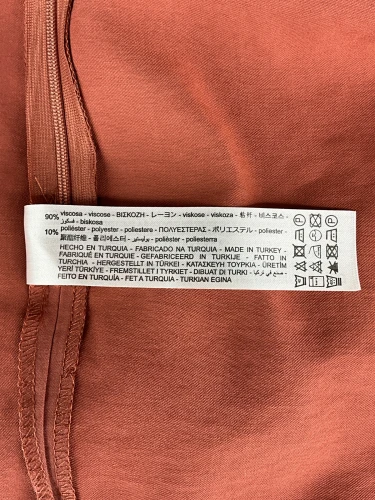 90% viscosa - viscose - ΒΙΣΚΟΖΗ - レーヨン - viskose - viskoza - 粘纤 - 비스코스 -
فسكوز - biskosa
10% poliéster - polyester - poliestere - ΠΟΛΥΕΣΤΕΡΑΣ - ポリエステル - poliester -
聚酯纤维 - 폴리에스터 - بوليستير - polièster - poliesterra
HECHO EN TURQUIA - FABRICADO NA TURQUIA - MADE IN TURKEY -
FABRIQUÉ EN TURQUIE - GEFABRICEERD IN TURKIJE - FATTO IN
TURCHIA - HERGESTELLT IN TÜRKEI - ΚΑΤΑΣΚΕΥΗ ΤΟΥΡΚΙΑ - ÜRETİM
YERİ TÜRKİYE - FREMSTILLET I TYRKIET - DIBUAT DI TURKI - صنع في تركيا -
FEITO EN TURQUÍA - FET A TURQUIA - TURKIAN EGINA